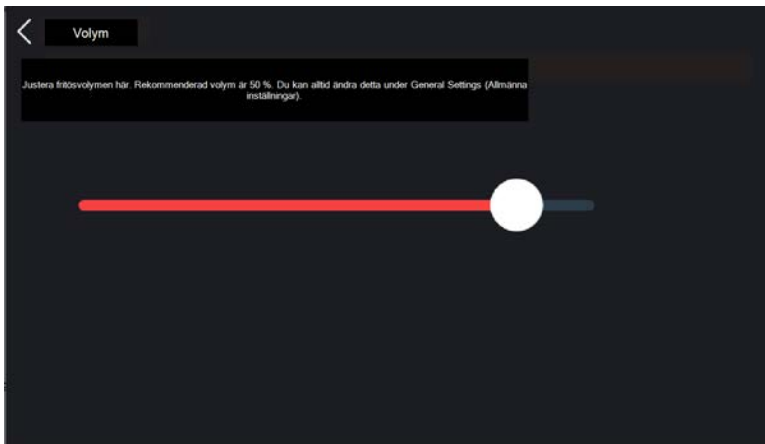 Volym
Justera fritösvolymen här. Rekommenderad volym är 50 %. Du kan alltid ändra detta under General Settings (Allmänna
inställningar).